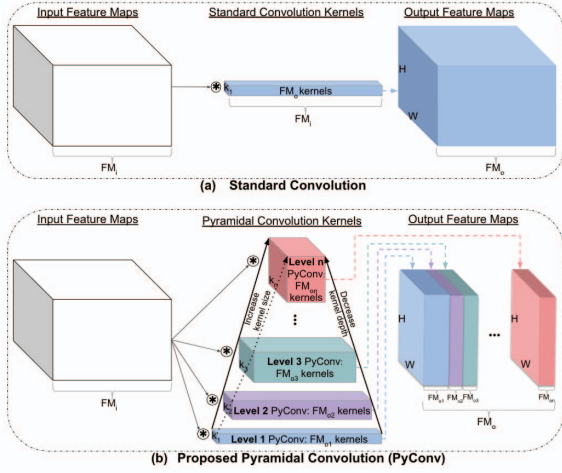 Input Feature Maps
Standard Convolution Kernels
Output Feature Maps
K₁
FMₒ kernels
FMᵢ
FMᵢ
H
W
FMₒ
(a) Standard Convolution
Input Feature Maps
Pyramidal Convolution Kernels
Output Feature Maps
Level n
PyConv:
FMₒₙ
kernels
Increase
kernel size
Decrease
kernel depth
Level 3 PyConv:
FMₒ₃ kernels
Level 2 PyConv: FMₒ₂ kernels
K₁
Level 1 PyConv: FMₒ₁ kernels
FMᵢ
H
W
...
FMₒ₁ FMₒ₂ FMₒ₃
FMₒₙ
FMₒ
(b) Proposed Pyramidal Convolution (PyConv)